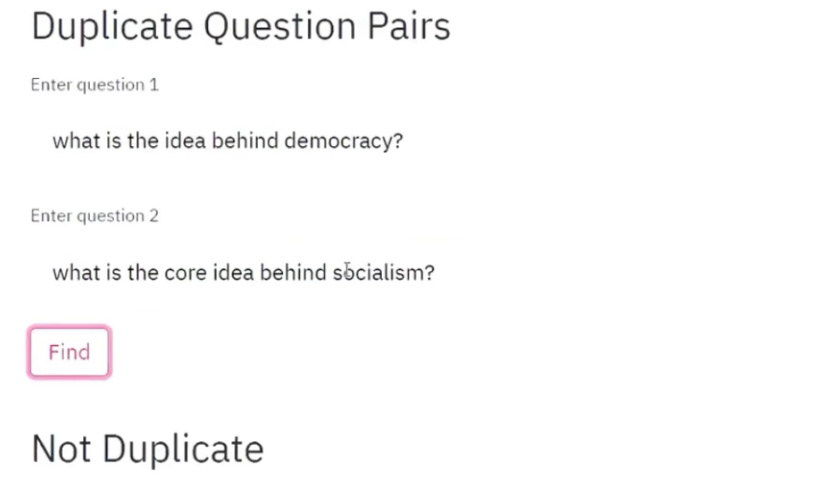 Duplicate Question Pairs
Enter question 1
what is the idea behind democracy?
Enter question 2
what is the core idea behind socialism?
Find
Not Duplicate